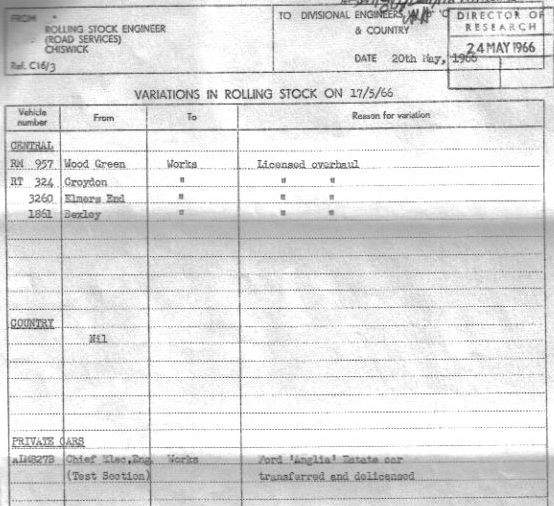 FROM
ROLLING STOCK ENGINEER
(ROAD SERVICES)
CHISWICK
Ref. C16/3
TO DIVISIONAL ENGINEERS,
& COUNTRY
DATE 20th May, 1966
DIRECTOR OF
RESEARCH
24 MAY 1966
VARIATIONS IN ROLLING STOCK ON 17/5/66
Vehicle number From To Reason for variation
CENTRAL
RM 957 Wood Green Works Licensed overhaul
RT 324 Croydon " " "
3260 Elmers End " " "
1861 Bexley " " "
COUNTRY
Nil
PRIVATE CARS
Chief Elec.Eng. Works Ford 'Anglia' Estate car
(Test Section) transferred and delicensed